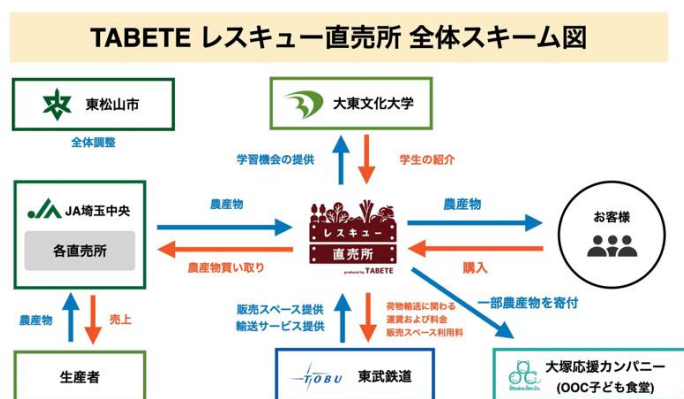 TABETE レスキュー直売所 全体スキーム図
東松山市
全体調整
大東文化大学
学習機会の提供
学生の紹介
JA埼玉中央
各直売所
農産物
農産物買い取り
レスキュー
直売所
produced by TABETE
農産物
購入
お客様
農産物
売上
生産者
販売スペース提供
輸送サービス提供
荷物輸送に関わる
運賃および料金
販売スペース利用料
TOBU 東武鉄道
一部農産物を寄付
大塚応援カンパニー
(OOC子ども食堂)